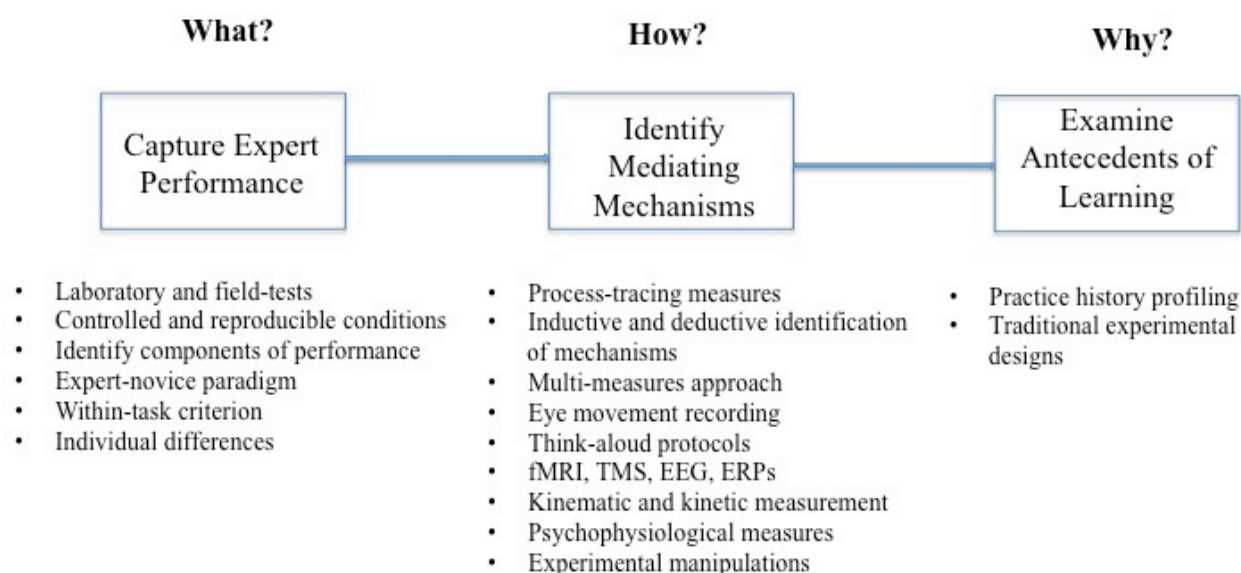 What?
How?
Why?
Capture Expert
Performance
Identify
Mediating
Mechanisms
Examine
Antecedents of
Learning
• Laboratory and field-tests
• Controlled and reproducible conditions
• Identify components of performance
• Expert-novice paradigm
• Within-task criterion
• Individual differences
• Process-tracing measures
• Inductive and deductive identification
of mechanisms
• Multi-measures approach
• Eye movement recording
• Think-aloud protocols
• fMRI, TMS, EEG, ERPs
• Kinematic and kinetic measurement
• Psychophysiological measures
• Experimental manipulations
• Practice history profiling
• Traditional experimental
designs